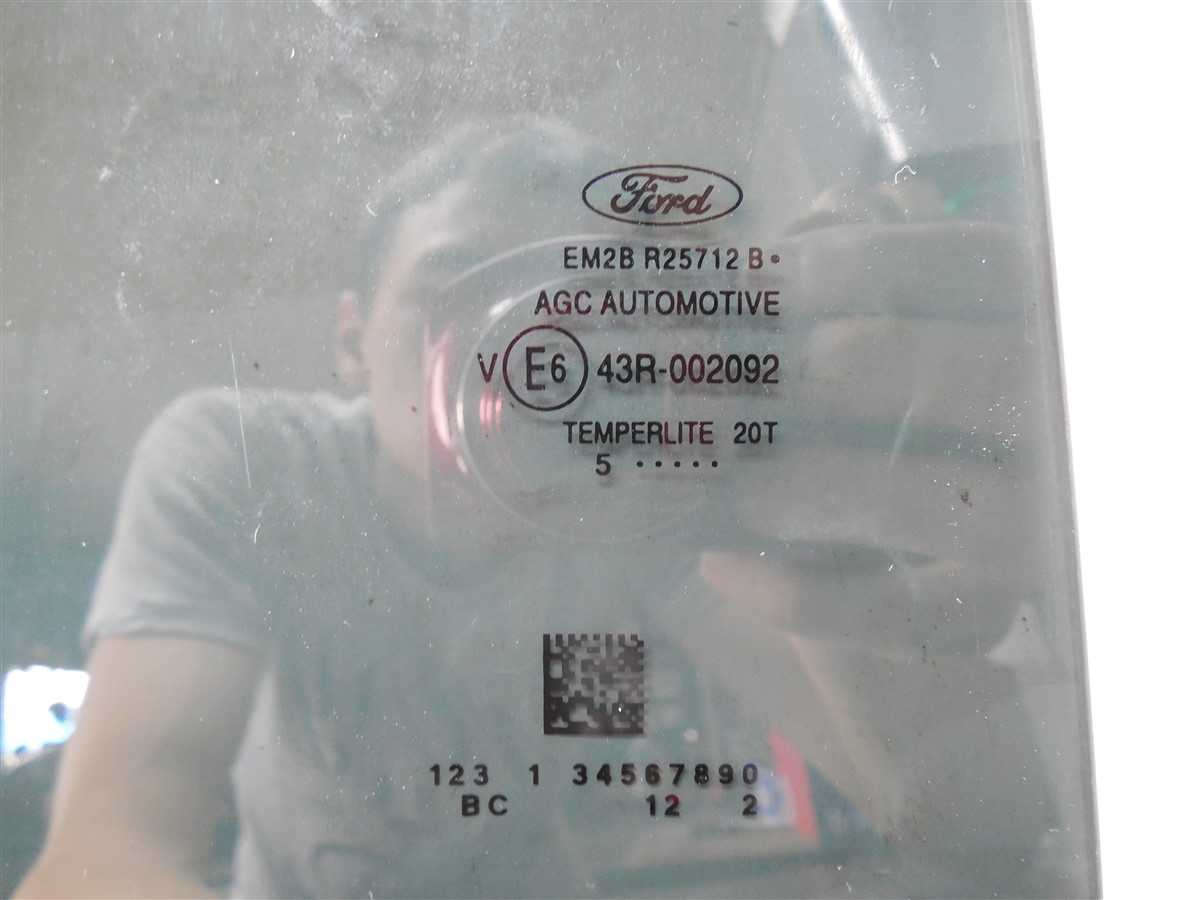 Ford
EM2B R25712 B
AGC AUTOMOTIVE
V E6 43R-002092
TEMPERLITE 20T
5 ·····
123 1 34567890
BC 12 2